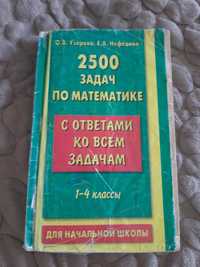 О.В. Узорова, Е.А. Нефёдова
2500
ЗАДАЧ
ПО МАТЕМАТИКЕ
С ОТВЕТАМИ
КО ВСЕМ
ЗАДАЧАМ
1-4 классы
ДЛЯ НАЧАЛЬНОЙ ШКОЛЫ